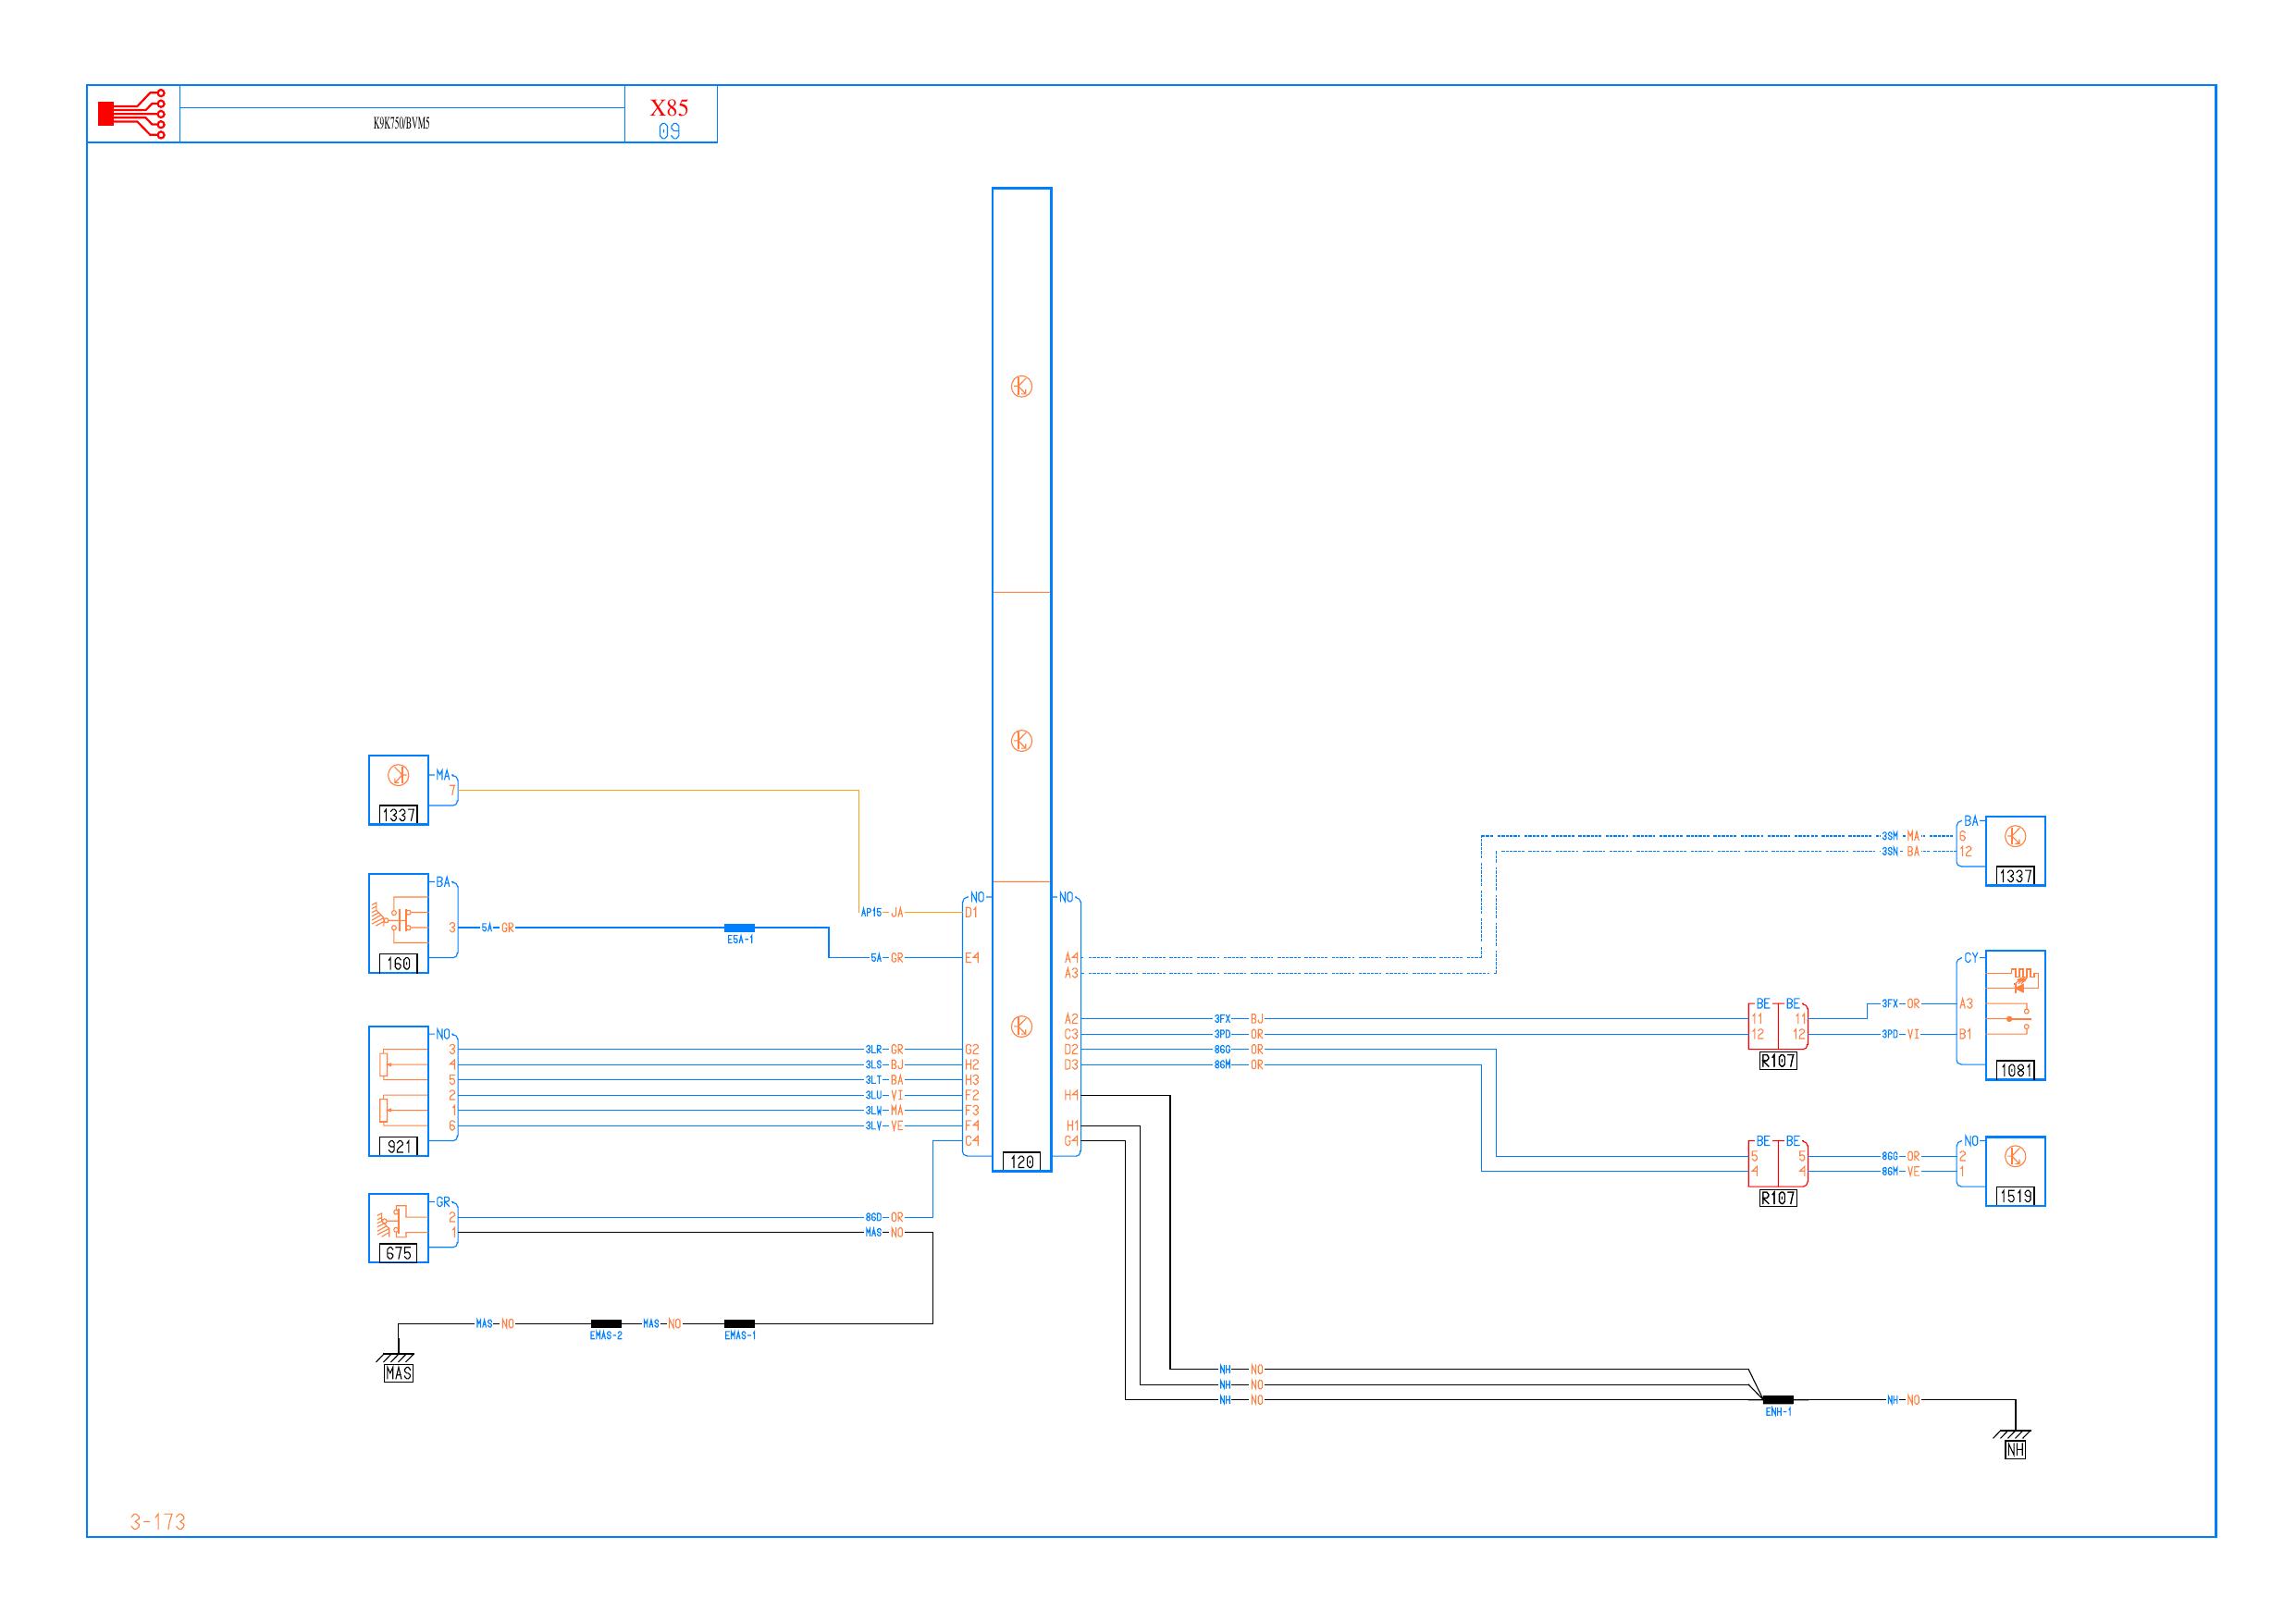 K9K750/BVM5
X85
09
MA
7
1337
BA
3 5A GR
E5A-1
160
NO
AP15 JA D1
5A GR E4
NO
3
4
5
2
1
6
921
3LR GR G2
3LS BJ H2
3LT BA H3
3LU VI F2
3LW MA F3
3LV VE F4
C4
GR
2
1
675
86D OR
MAS NO
MAS NO
EMAS-2
MAS NO
EMAS-1
MAS
120
NO
A4
A3
A2 3FX BJ
C3 3PD OR
D2 86G OR
D3 86M OR
H4
H1
G4
3SM MA 6
3SN BA 12
BA
1337
BE BE
11 11
12 12
R107
3FX OR A3
3PD VI B1
CY
1081
BE BE
5 5
4 4
R107
86G OR 2
86M VE 1
NO
1519
NH NO
NH NO
NH NO
ENH-1
NH NO
NH
3-173